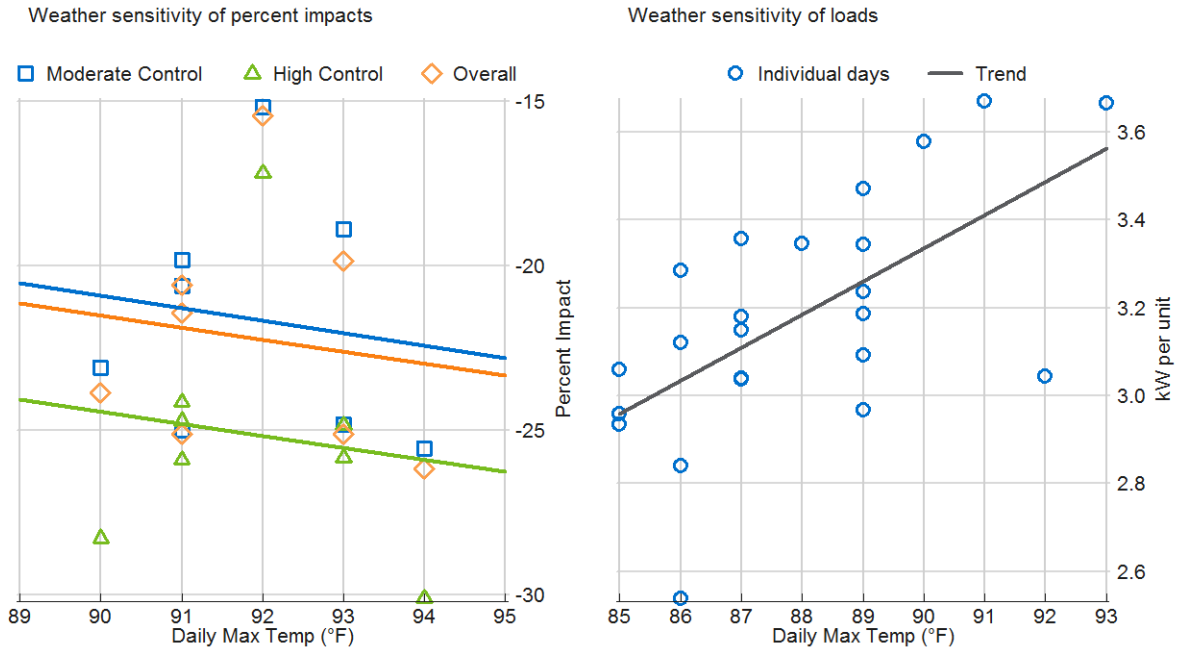 Weather sensitivity of percent impacts
Moderate Control High Control Overall
-15
-20
-25
-30
Percent Impact
89 90 91 92 93 94 95
Daily Max Temp (°F)
Weather sensitivity of loads
Individual days Trend
3.6
3.4
3.2
3.0
2.8
2.6
kW per unit
85 86 87 88 89 90 91 92 93
Daily Max Temp (°F)